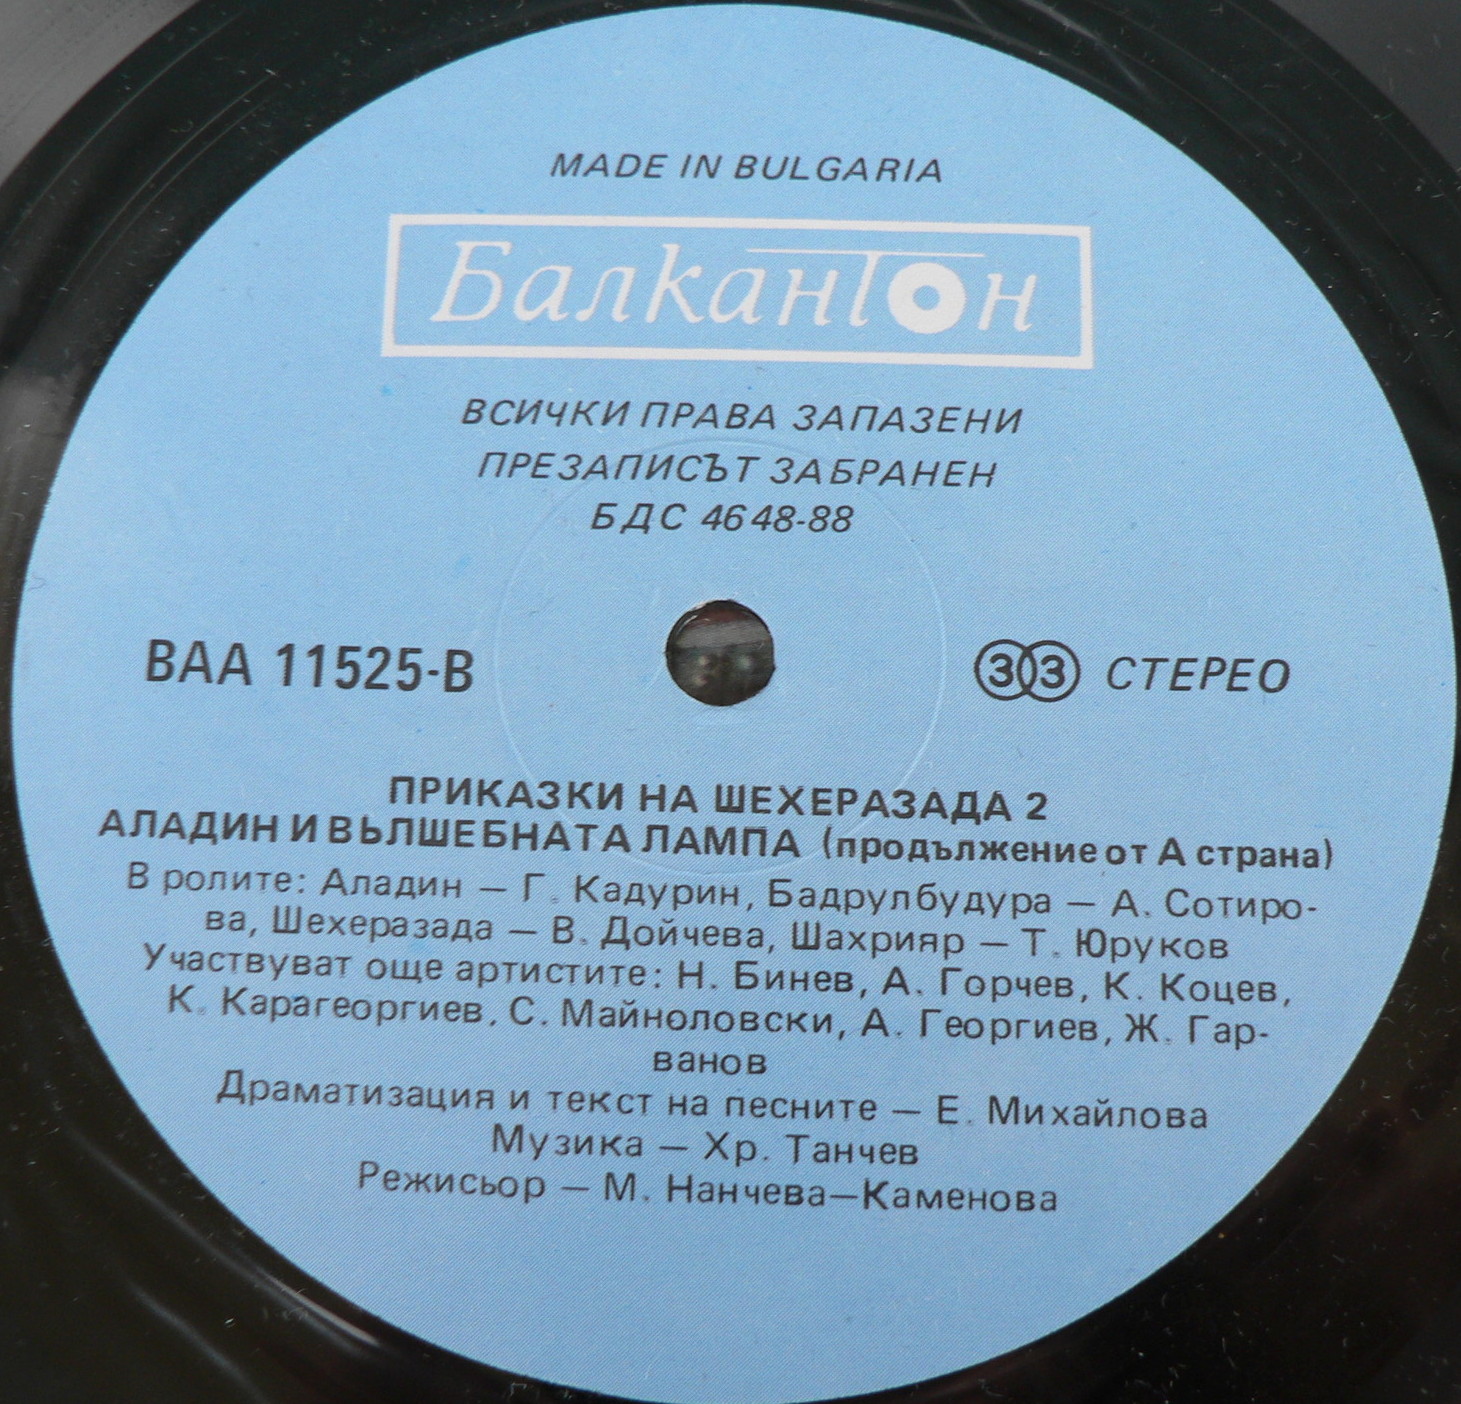 MADE IN BULGARIA
Балкантон
ВСИЧКИ ПРАВА ЗАПАЗЕНИ
ПРЕЗАПИСЪТ ЗАБРАНЕН
БДС 4648-88
ВАА 11525-В
33 СТЕРЕО
ПРИКАЗКИ НА ШЕХЕРАЗАДА 2
АЛАДИН И ВЪЛШЕБНАТА ЛАМПА (продължение от А страна)
В ролите: Аладин — Г. Кадурин, Бадрулбудура — А. Сотиро-
ва, Шехеразада — В. Дойчева, Шахрияр — Т. Юруков
Участвуват още артистите: Н. Бинев, А. Горчев, К. Коцев,
К. Карагеоргиев, С. Майноловски, А. Георгиев, Ж. Гар-
ванов
Драматизация и текст на песните — Е. Михайлова
Музика — Хр. Танчев
Режисьор — М. Нанчева—Каменова